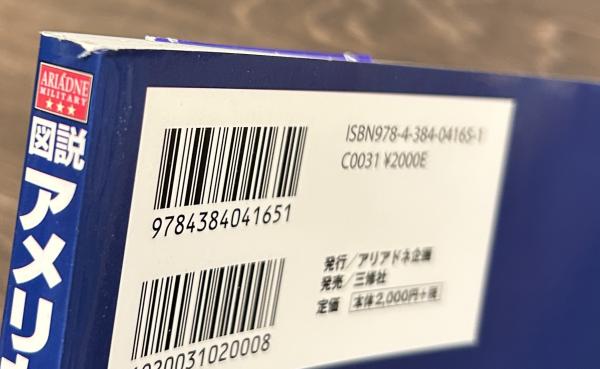 ARIADNE
MILITARY
★★★
図説
アメリ
ISBN978-4-384-04165-1
C0031 ¥2000E
9784384041651
発行/アリアドネ企画
発売/三修社
定価 本体2,000円+税
1920031020008